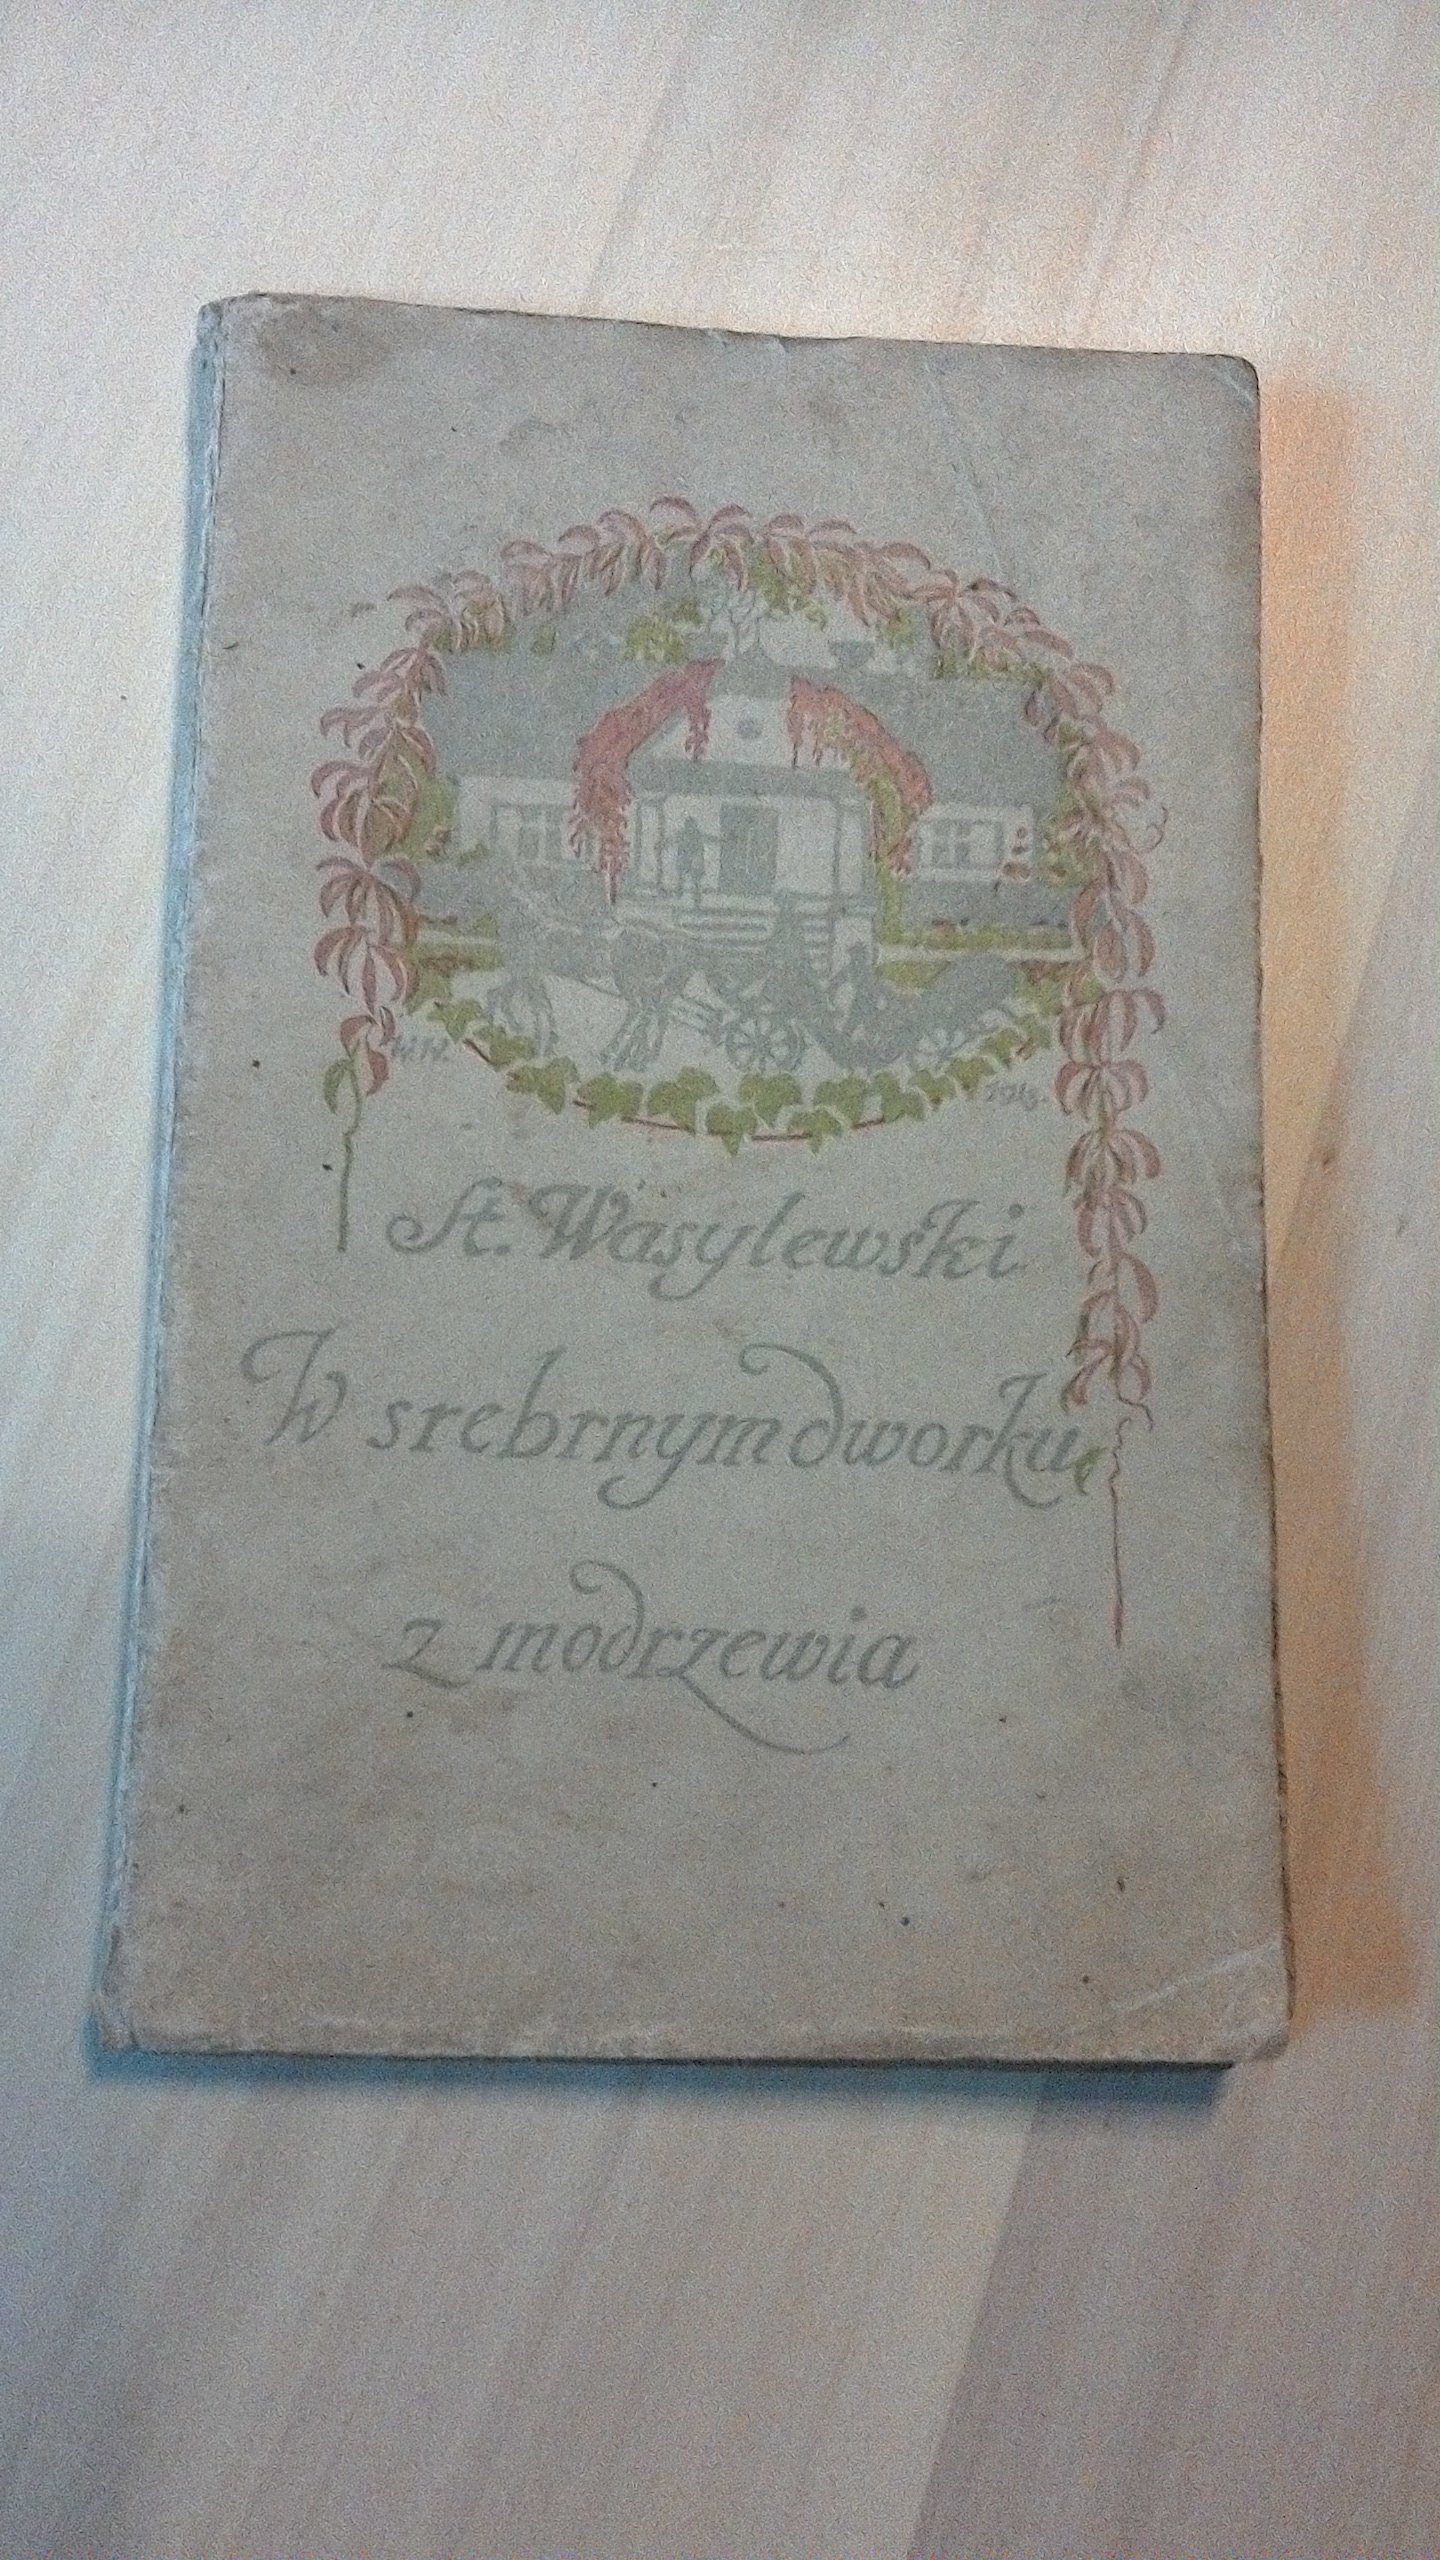 W.W.
St. Wasylewski
W srebrnym dworku
z modrzewia